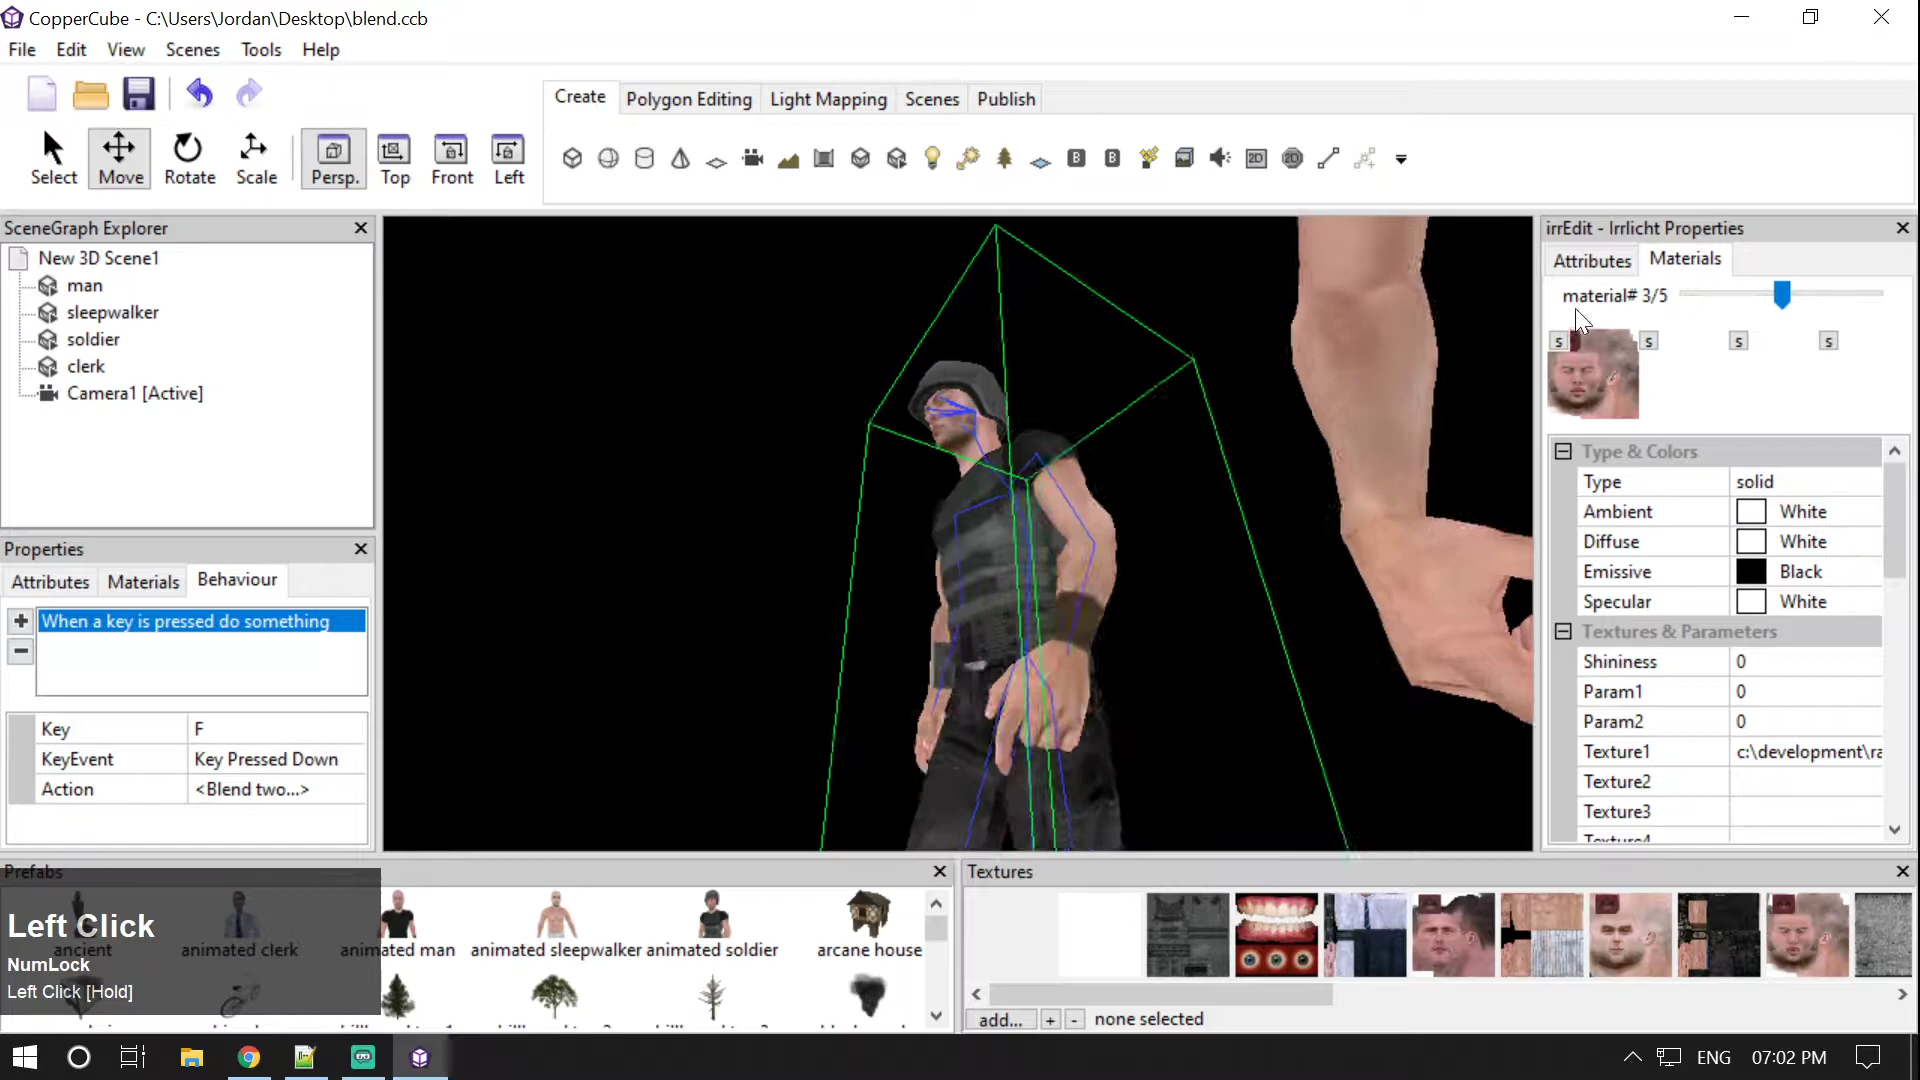 CopperCube - C:\Users\Jordan\Desktop\blend.ccb
File Edit View Scenes Tools Help
Create Polygon Editing Light Mapping Scenes Publish
Select Move Rotate Scale Persp. Top Front Left
B B 2D 2D
SceneGraph Explorer
New 3D Scene1
man
sleepwalker
soldier
clerk
Camera1 [Active]
Properties
Attributes Materials Behaviour
When a key is pressed do something
Key F
KeyEvent Key Pressed Down
Action <Blend two...>
irrEdit - Irrlicht Properties
Attributes Materials
material# 3/5
s s s s
Type & Colors
Type solid
Ambient White
Diffuse White
Emissive Black
Specular White
Textures & Parameters
Shininess 0
Param1 0
Param2 0
Texture1 c:\development\ra
Texture2
Texture3
Texture4
Prefabs
ancient animated clerk animated man animated sleepwalker animated soldier arcane house
Left Click
NumLock
Left Click [Hold]
Textures
add... + - none selected
ENG 07:02 PM